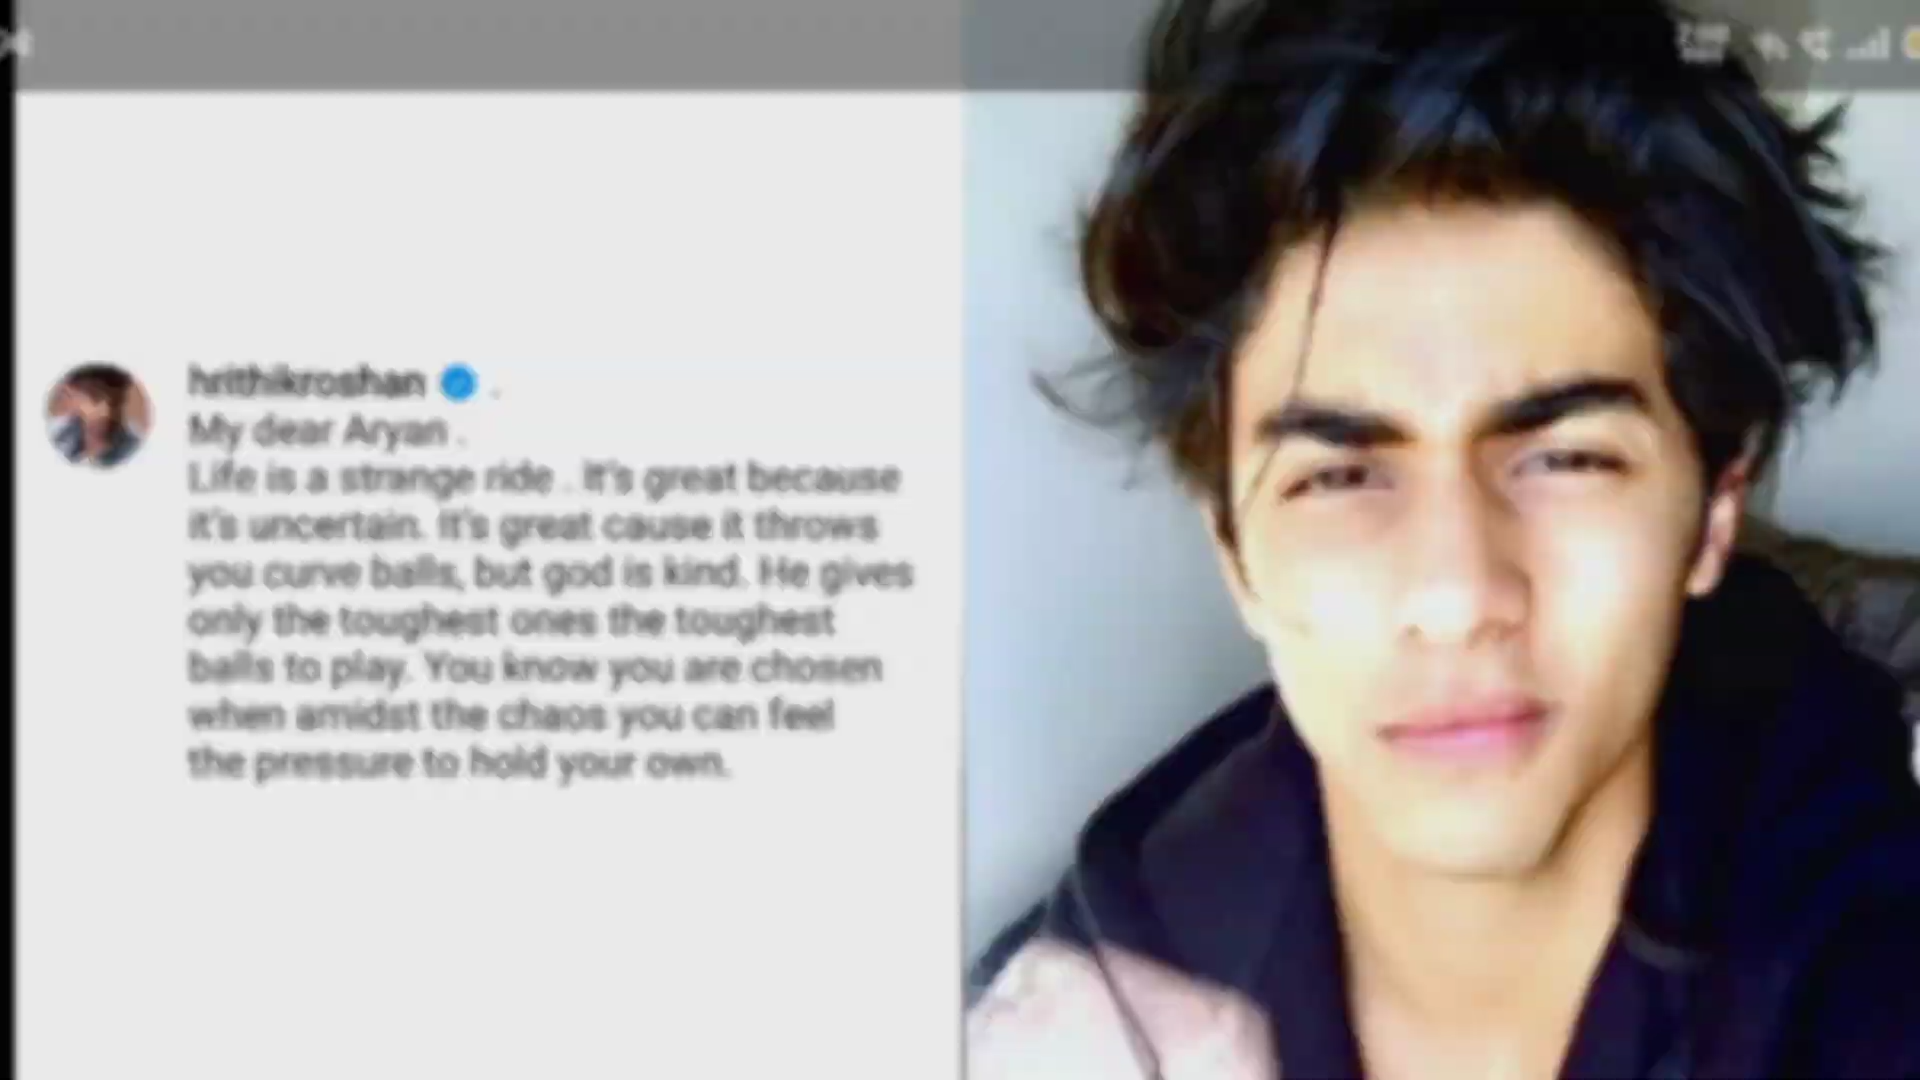 hrithikroshan .
My dear Aryan .
Life is a strange ride . It's great because
it's uncertain. It's great cause it throws
you curve balls, but god is kind. He gives
only the toughest ones the toughest
balls to play. You know you are chosen
when amidst the chaos you can feel
the pressure to hold your own.